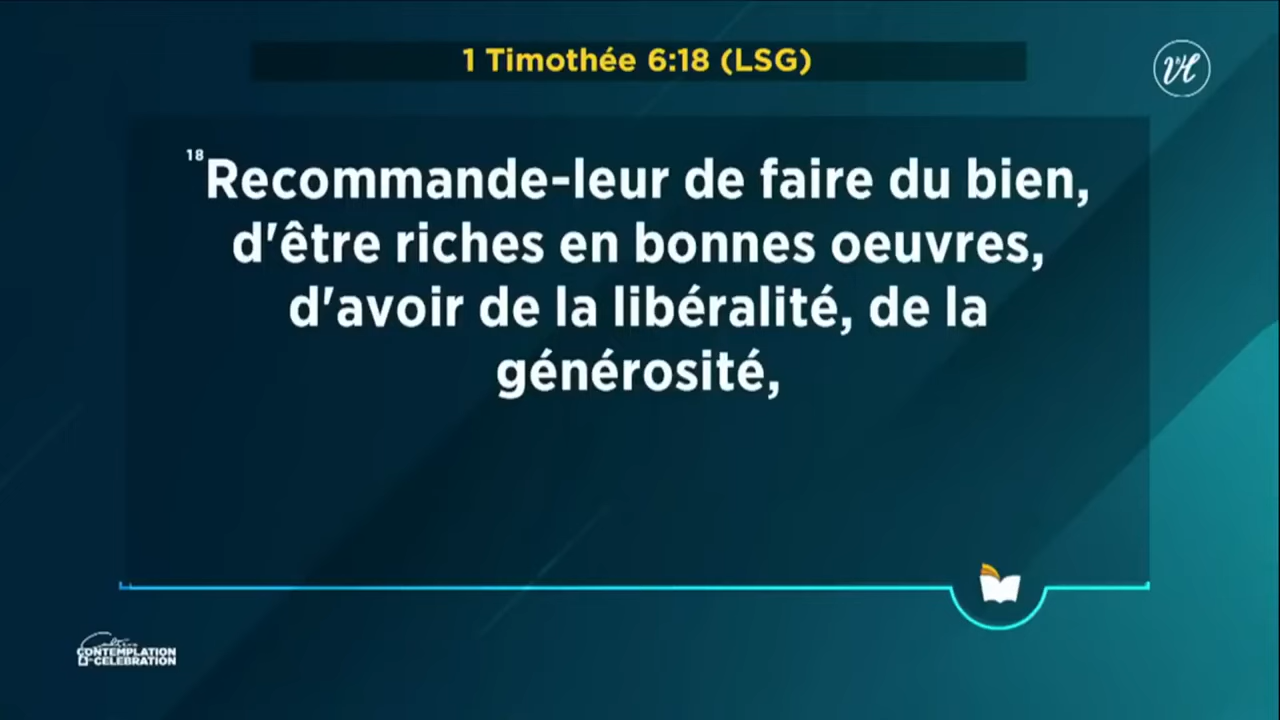 1 Timothée 6:18 (LSG)
VH
18 Recommande-leur de faire du bien,
d'être riches en bonnes oeuvres,
d'avoir de la libéralité, de la
générosité,
CONTEMPLATION
& CELEBRATION